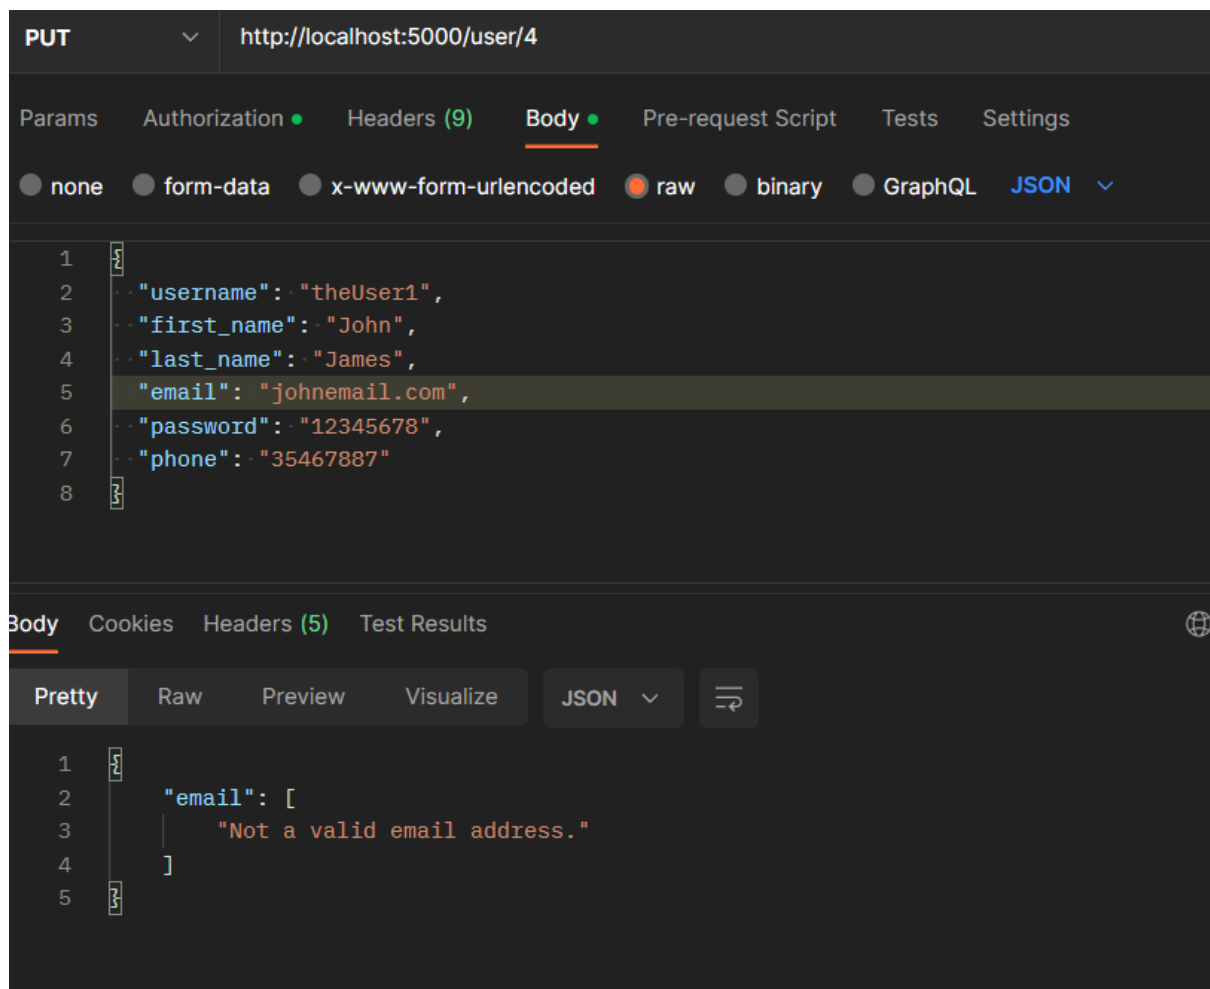 PUT http://localhost:5000/user/4
Params Authorization Headers (9) Body Pre-request Script Tests Settings
none form-data x-www-form-urlencoded raw binary GraphQL JSON
1 {
2 "username": "theUser1",
3 "first_name": "John",
4 "last_name": "James",
5 "email": "johnemail.com",
6 "password": "12345678",
7 "phone": "35467887"
8 }
Body Cookies Headers (5) Test Results
Pretty Raw Preview Visualize JSON
1 {
2 "email": [
3 "Not a valid email address."
4 ]
5 }